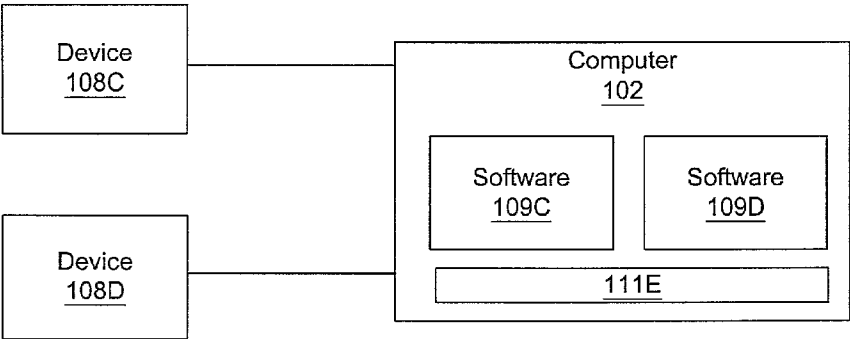 Device
108C
Computer
102
Software
109C
Software
109D
Device
108D
111E